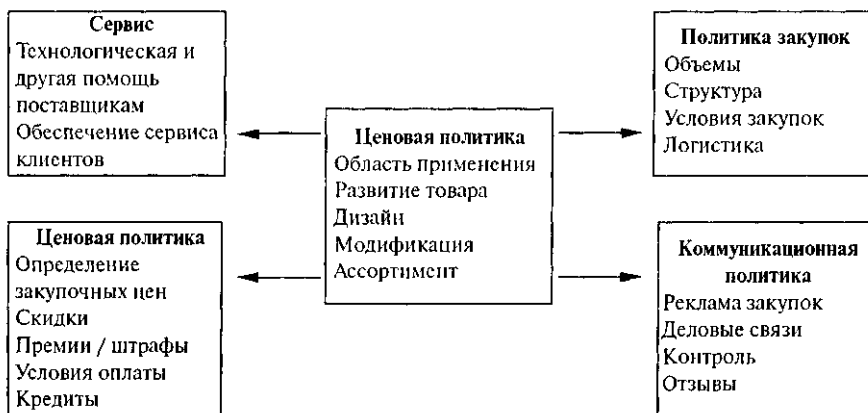 Сервис
Технологическая и
другая помощь
поставщикам
Обеспечение сервиса
клиентов
Политика закупок
Объемы
Структура
Условия закупок
Логистика
Ценовая политика
Область применения
Развитие товара
Дизайн
Модификация
Ассортимент
Ценовая политика
Определение
закупочных цен
Скидки
Премии / штрафы
Условия оплаты
Кредиты
Коммуникационная
политика
Реклама закупок
Деловые связи
Контроль
Отзывы